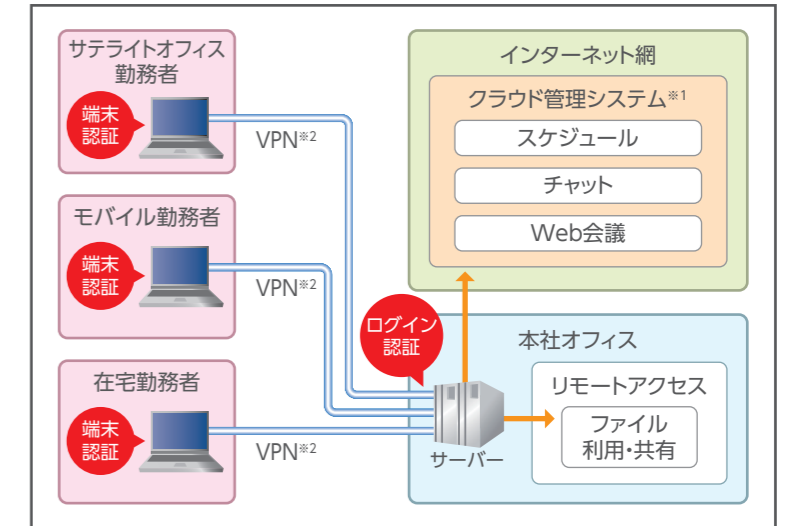 サテライトオフィス
勤務者
端末
認証
VPN※2
モバイル勤務者
端末
認証
VPN※2
在宅勤務者
端末
認証
VPN※2
インターネット網
クラウド管理システム※1
スケジュール
チャット
Web会議
ログイン
認証
サーバー
本社オフィス
リモートアクセス
ファイル
利用・共有